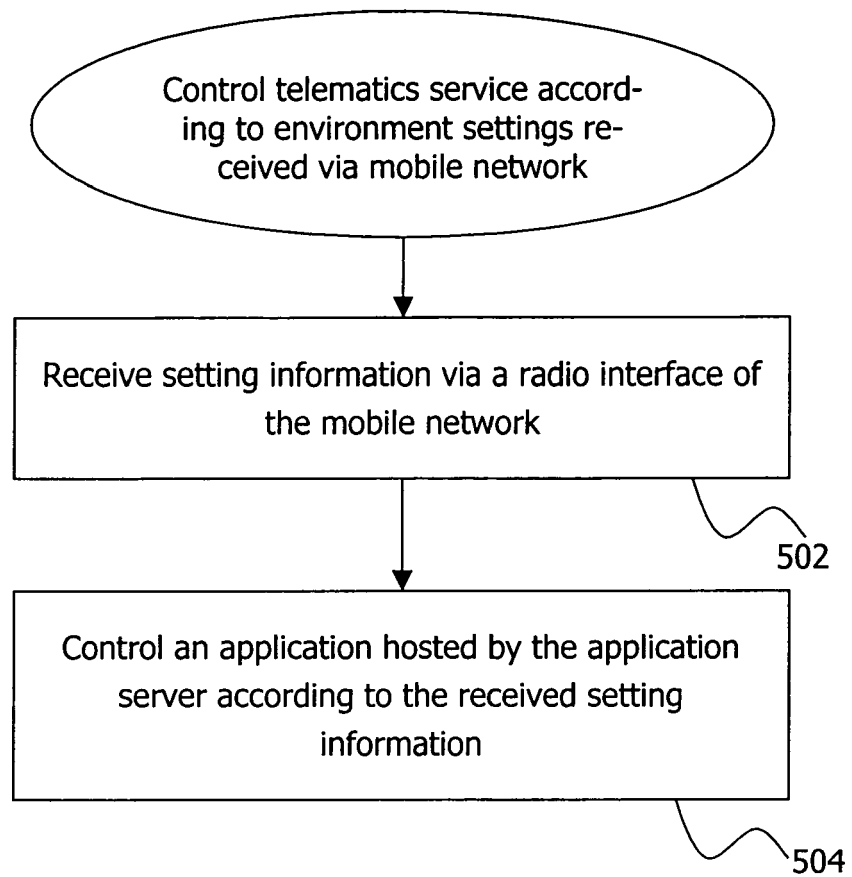 Control telematics service accord-
ing to environment settings re-
ceived via mobile network
Receive setting information via a radio interface of
the mobile network
502
Control an application hosted by the application
server according to the received setting
information
504